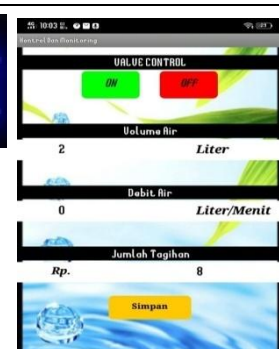 10:03
Kontrol Dan Monitoring
VALVE CONTROL
ON OFF
Volume Air
2 Liter
Debit Air
0 Liter/Menit
Jumlah Tagihan
Rp. 8
Simpan